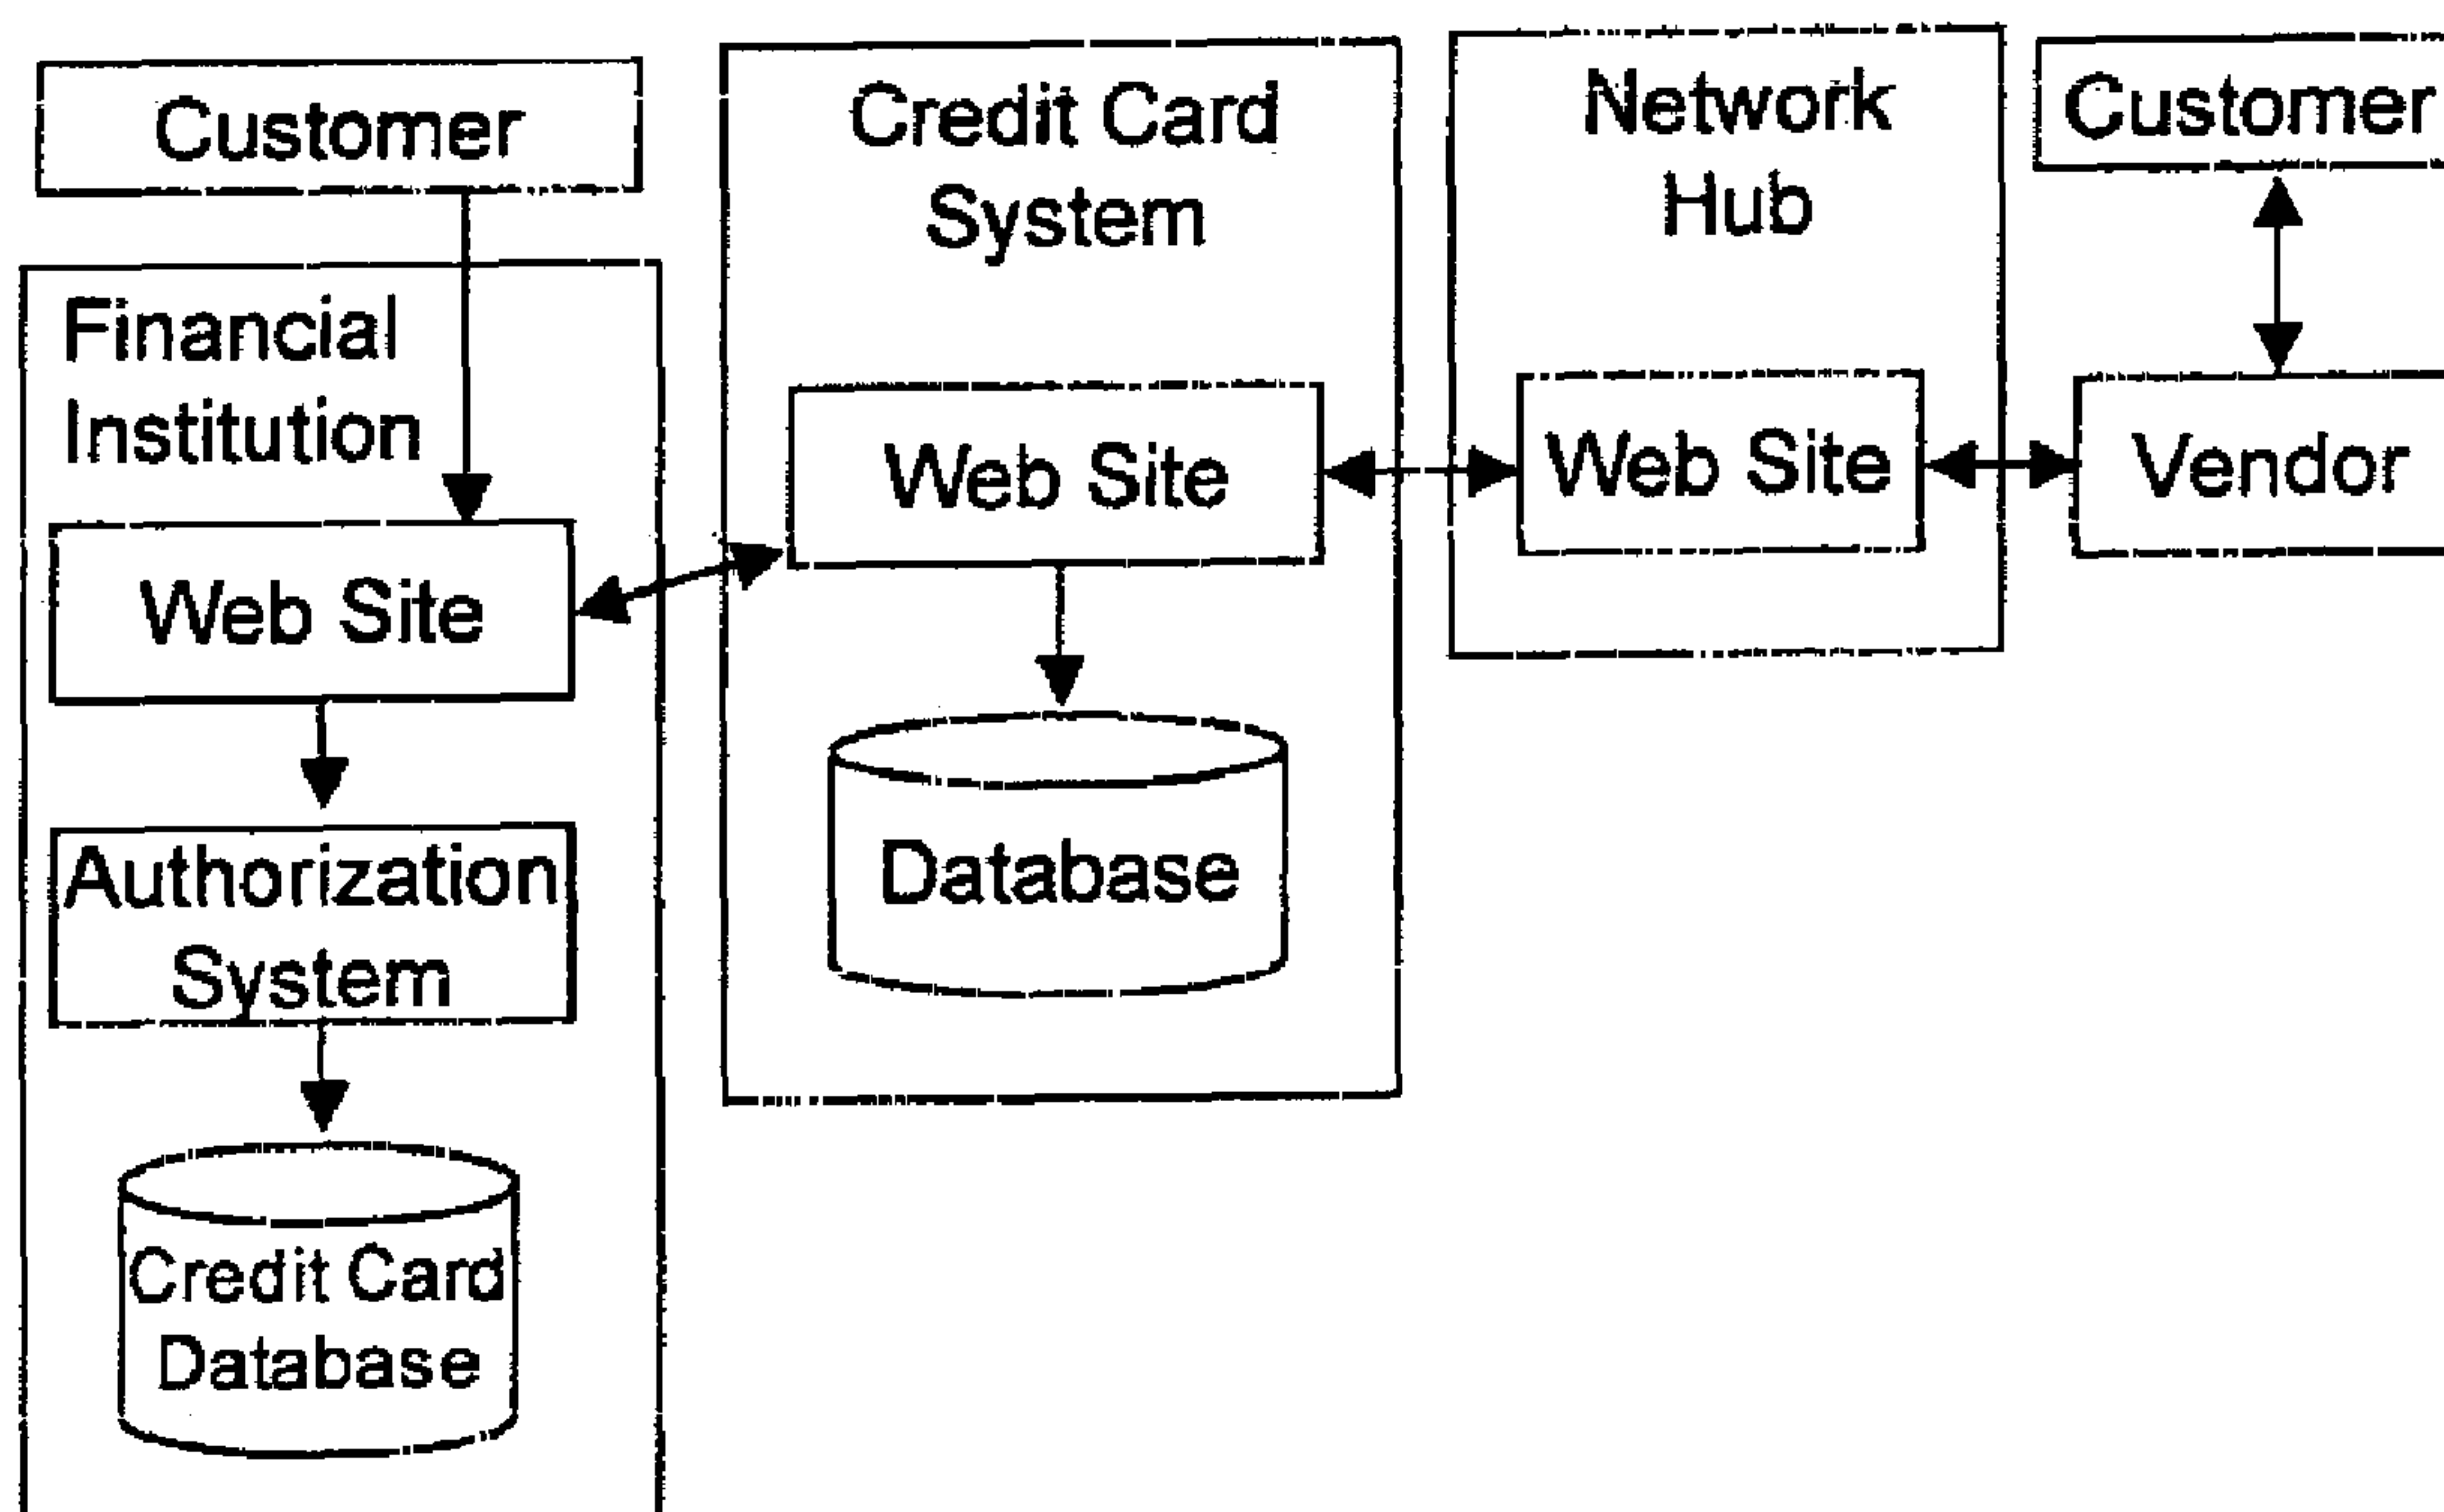 Customer
Financial
Institution
Web Site
Authorization
System
Credit Card
Database
Credit Card
System
Web Site
Database
Network
Hub
Web Site
Customer
Vendor